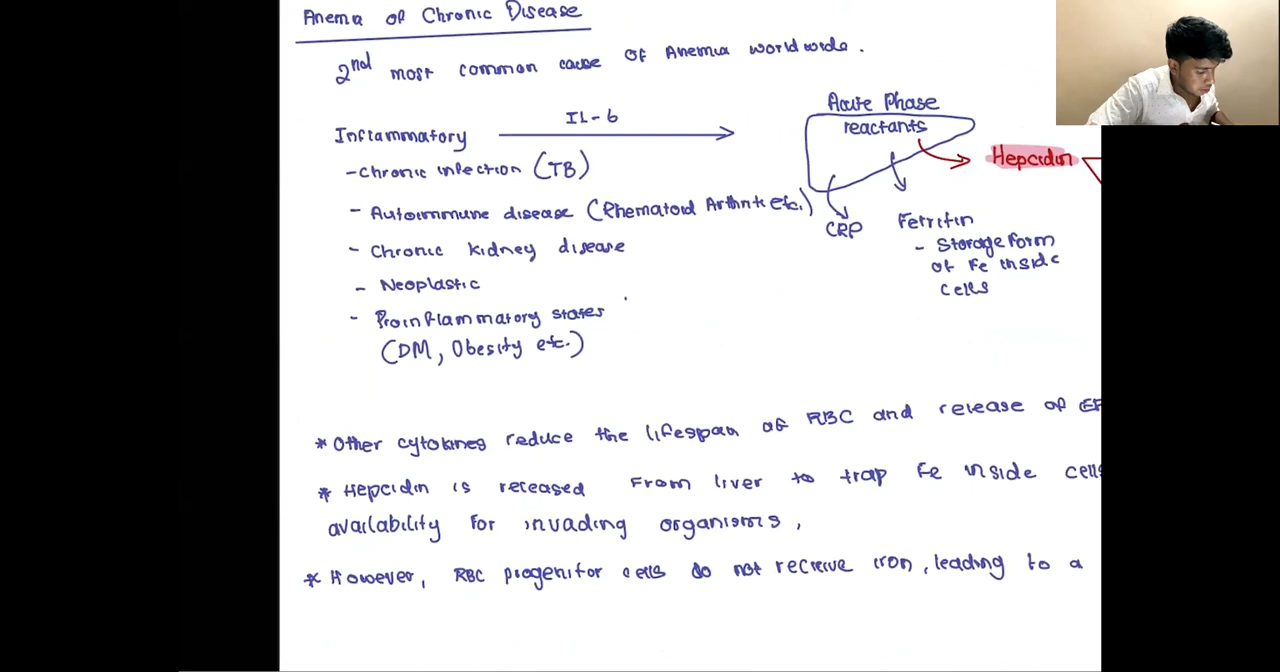 Anema of Chronic Disease
2nd most common cause of Anemia worldwide.
Inflammatory
IL-6
Acute Phase
reactants
Hepcidin
- Chronic infection (TB)
- Autoimmune disease (Rhematoid Arthritis etc.)
CRP
Ferritin
- Storage form
of Fe inside
cells
- Chronic kidney disease
- Neoplastic
- Proinflammatory states
(DM, Obesity etc.)
* Other cytokines reduce the lifespan of RBC and release of
* Hepcidin is released From liver to trap Fe inside cells
availability for invading organisms,
* However, RBC progenitor cells do not recieve iron, leading to a